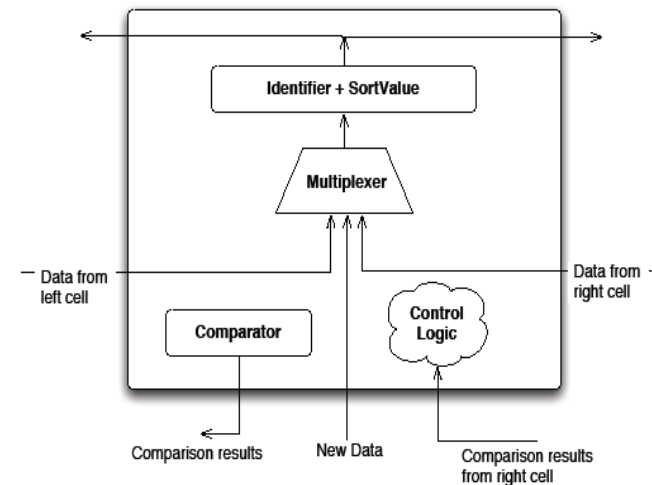 Identifier + SortValue
Multiplexer
Data from
left cell
Data from
right cell
Comparator
Control
Logic
Comparison results
New Data
Comparison results
from right cell